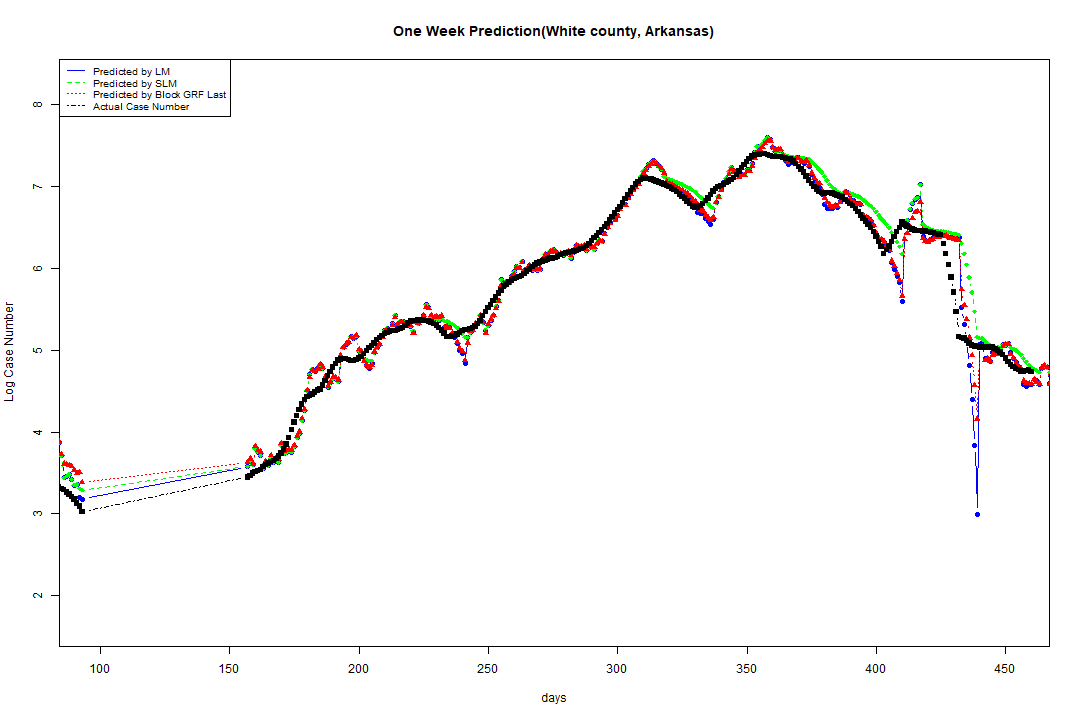 One Week Prediction(White county, Arkansas)
Predicted by LM
Predicted by SLM
Predicted by Block GRF Last
Actual Case Number
8
7
6
5
4
3
2
Log Case Number
100 150 200 250 300 350 400 450
days